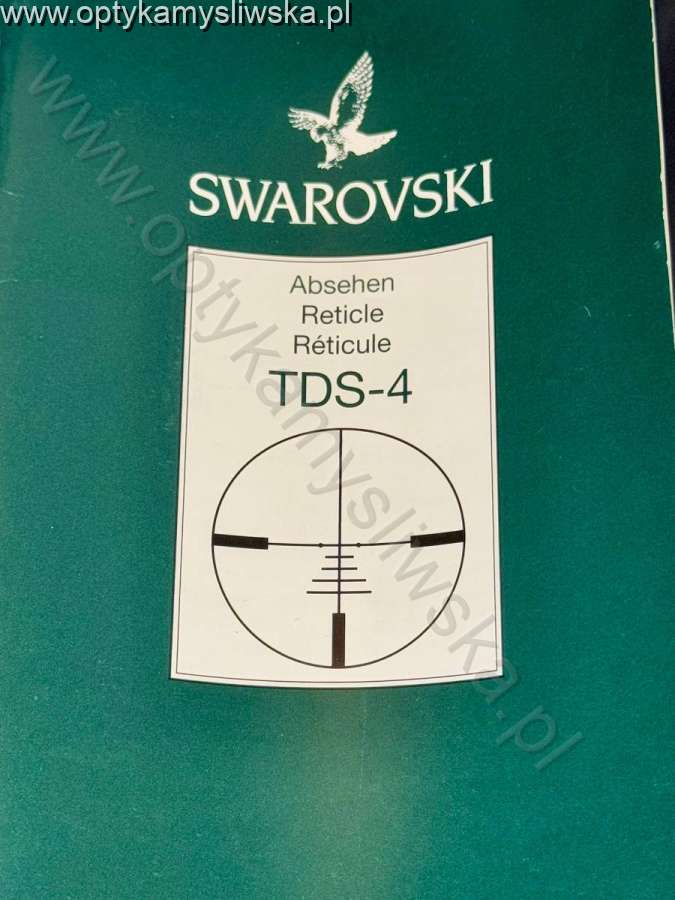 www.optykamysliwska.pl
SWAROVSKI
Absehen
Reticle
Réticule
TDS-4
www.optykamysliwska.pl